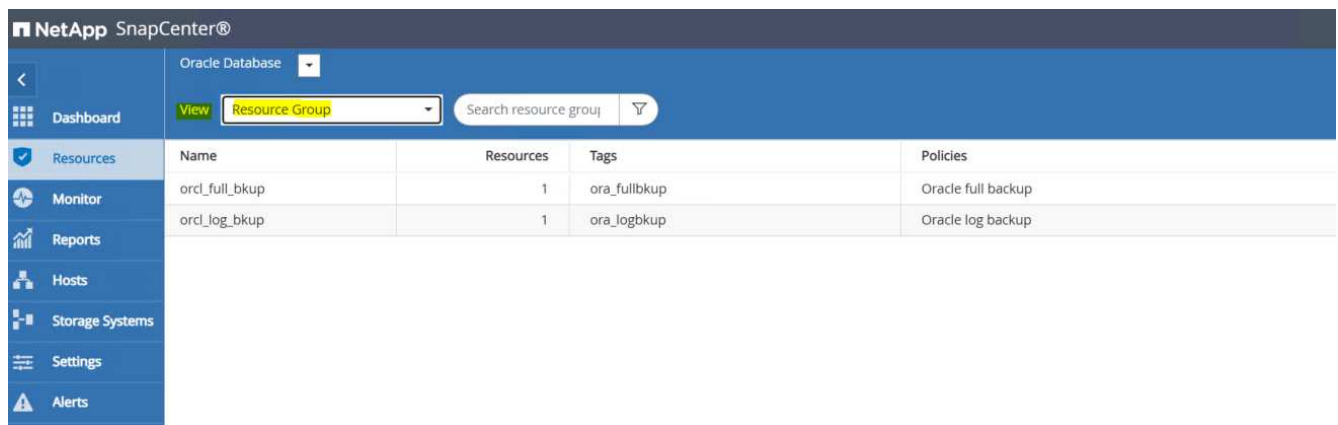 NetApp SnapCenter®
Oracle Database
View Resource Group Search resource group
Dashboard
Resources
Monitor
Reports
Hosts
Storage Systems
Settings
Alerts
Name Resources Tags Policies
orcl_full_bkup 1 ora_fullbkup Oracle full backup
orcl_log_bkup 1 ora_logbkup Oracle log backup